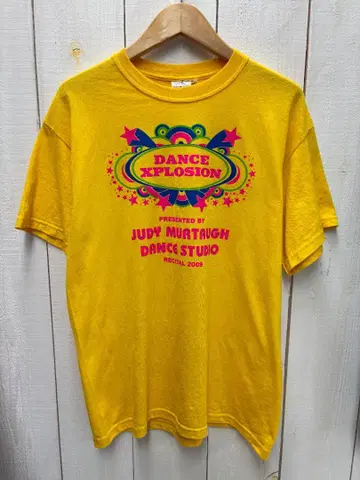 DANCE
XPLOSION
PRESENTED BY
JUDY MURTAUGH
DANCE STUDIO
RECITAL 2009